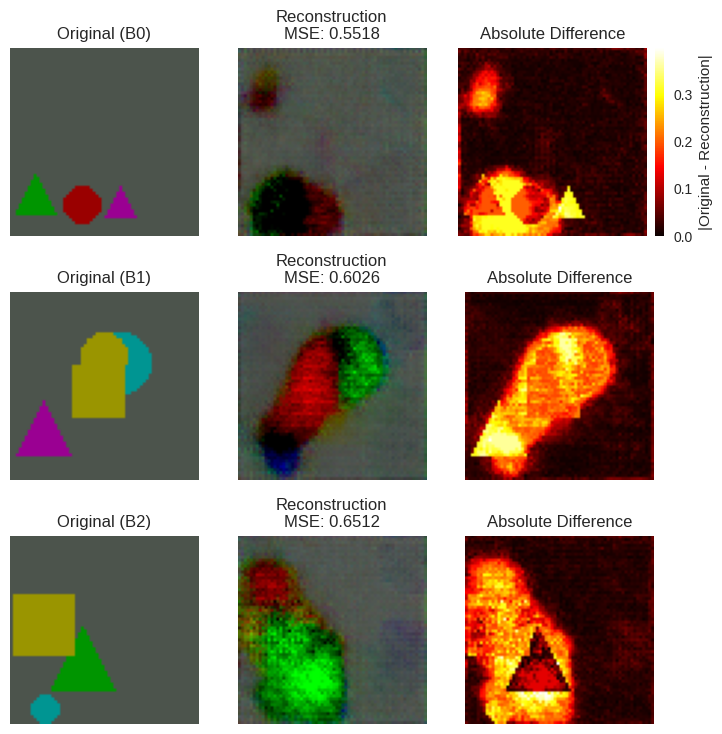 Original (B0)
Reconstruction
MSE: 0.5518
Absolute Difference
0.3
0.2
0.1
0.0
|Original - Reconstruction|
Original (B1)
Reconstruction
MSE: 0.6026
Absolute Difference
Original (B2)
Reconstruction
MSE: 0.6512
Absolute Difference